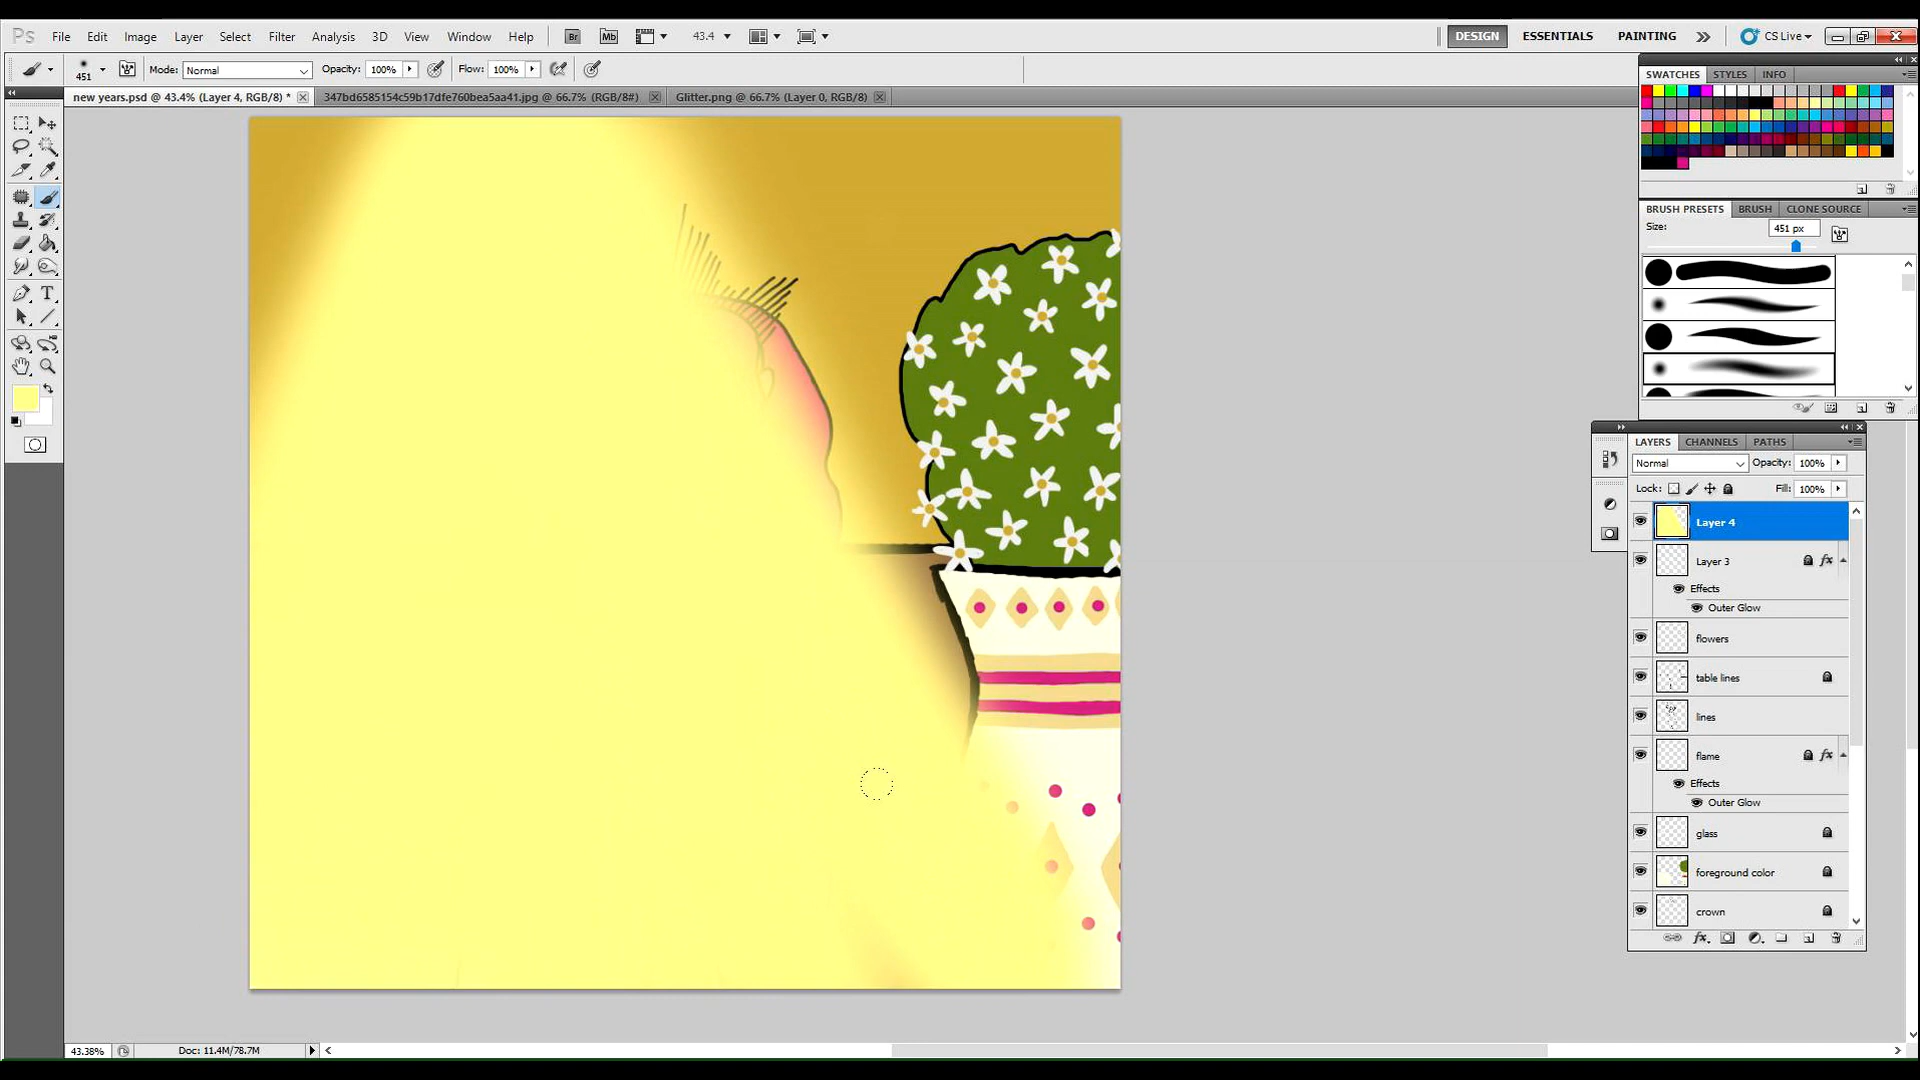 Ps File Edit Image Layer Select Filter Analysis 3D View Window Help Br Mb 43.4 DESIGN ESSENTIALS PAINTING CS Live
451 Mode: Normal Opacity: 100% Flow: 100%
new years.psd @ 43.4% (Layer 4, RGB/8) * 347bd6585154c59b17dfe760bea5aa41.jpg @ 66.7% (RGB/8#) Glitter.png @ 66.7% (Layer 0, RGB/8)
SWATCHES STYLES INFO
BRUSH PRESETS BRUSH CLONE SOURCE
Size: 451 px
LAYERS CHANNELS PATHS
Normal Opacity: 100%
Lock: Fill: 100%
Layer 4
Layer 3 fx
Effects
Outer Glow
flowers
table lines
lines
flame fx
Effects
Outer Glow
glass
foreground color
crown
fx
43.38% Doc: 11.4M/78.7M